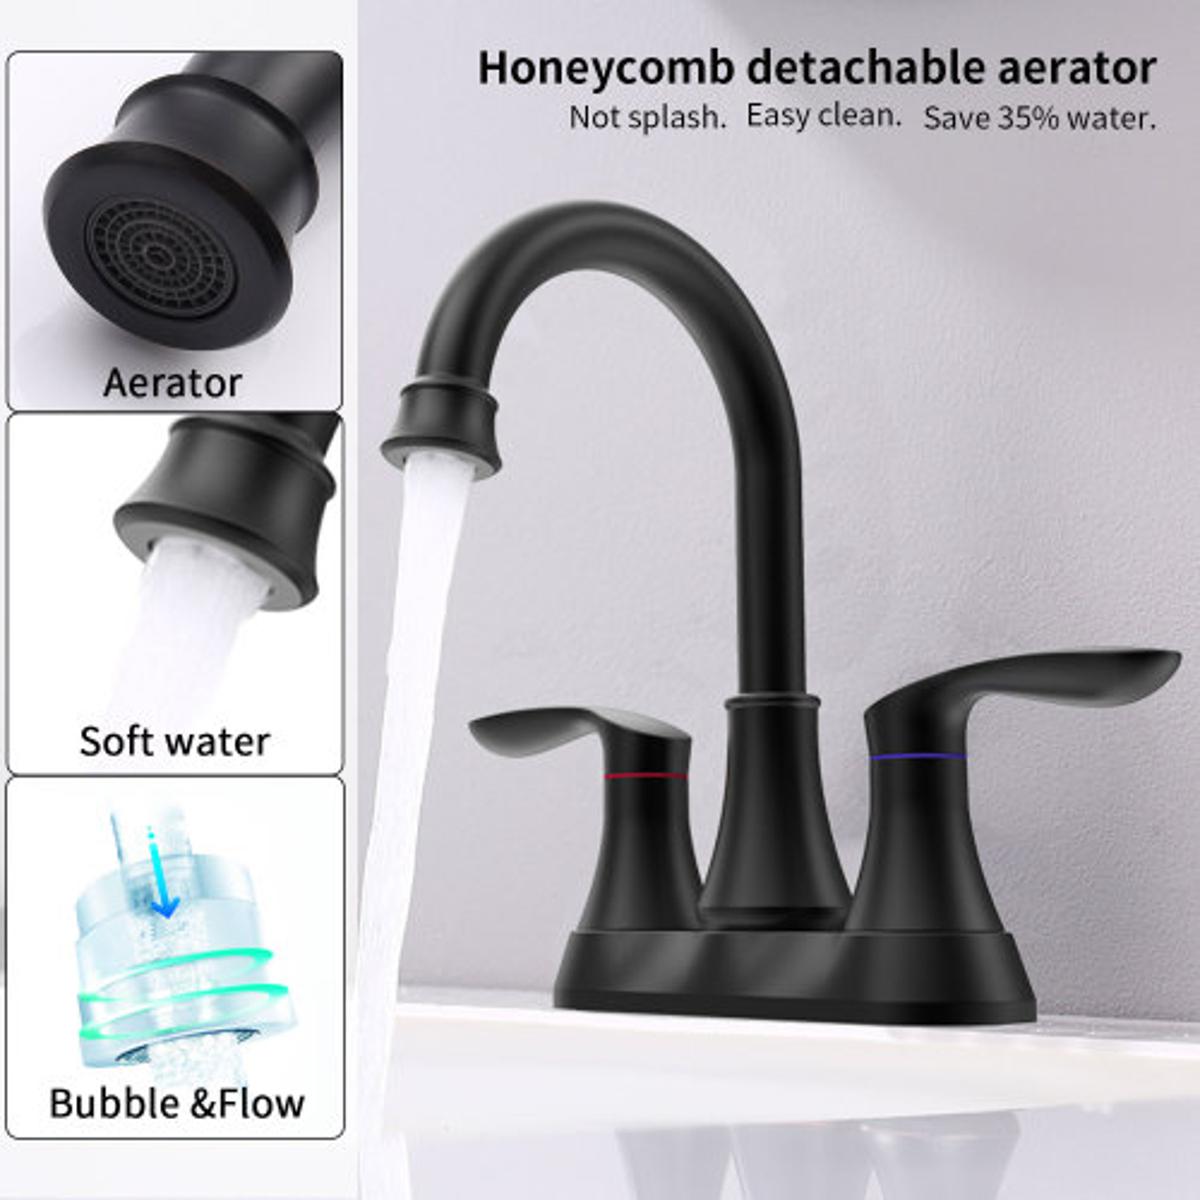 Honeycomb detachable aerator
Not splash. Easy clean. Save 35% water.
Aerator
Soft water
Bubble &Flow